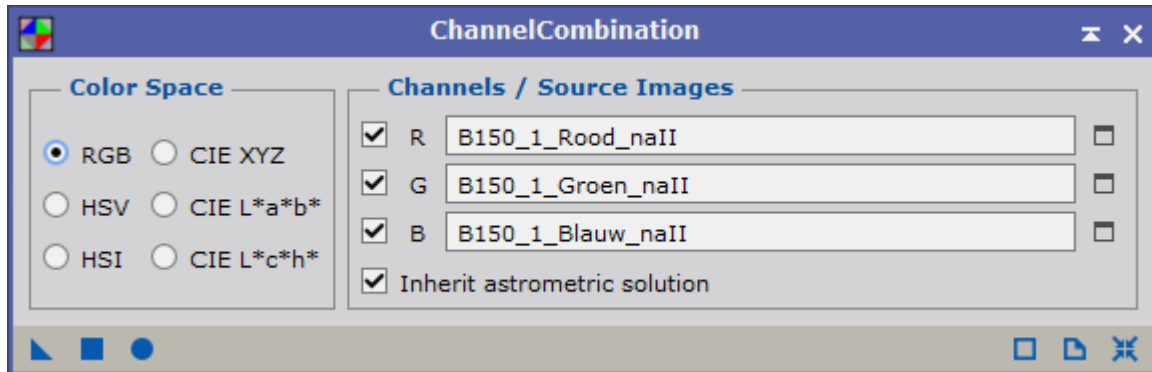 ChannelCombination
Color Space
RGB CIE XYZ
HSV CIE L*a*b*
HSI CIE L*c*h*
Channels / Source Images
R B150_1_Rood_naII
G B150_1_Groen_naII
B B150_1_Blauw_naII
Inherit astrometric solution